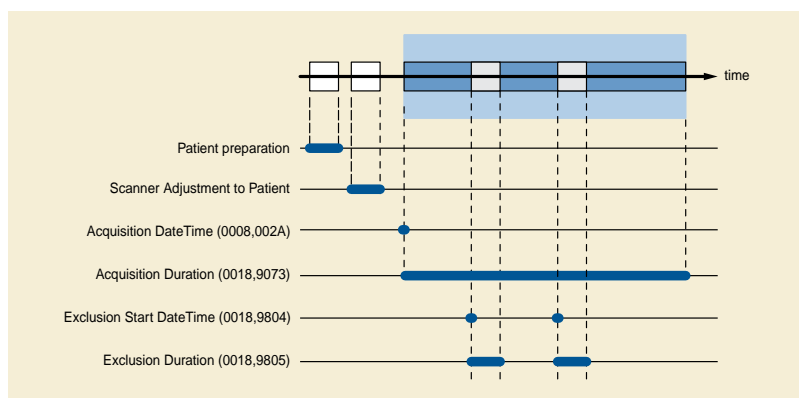 time
Patient preparation
Scanner Adjustment to Patient
Acquisition DateTime (0008,002A)
Acquisition Duration (0018,9073)
Exclusion Start DateTime (0018,9804)
Exclusion Duration (0018,9805)